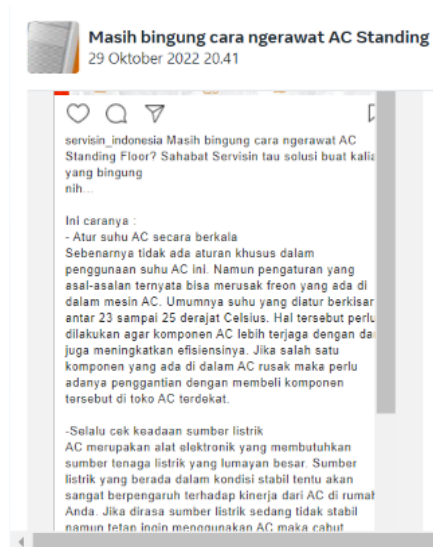 Masih bingung cara ngerawat AC Standing
29 Oktober 2022 20.41
servisin_indonesia Masih bingung cara ngerawat AC
Standing Floor? Sahabat Servisin tau solusi buat kalia
yang bingung
nih...
Ini caranya :
- Atur suhu AC secara berkala
Sebenarnya tidak ada aturan khusus dalam
penggunaan suhu AC ini. Namun pengaturan yang
asal-asalan ternyata bisa merusak freon yang ada di
dalam mesin AC. Umumnya suhu yang diatur berkisar
antar 23 sampai 25 derajat Celsius. Hal tersebut perlu
dilakukan agar komponen AC lebih terjaga dengan dan
juga meningkatkan efisiensinya. Jika salah satu
komponen yang ada di dalam AC rusak maka perlu
adanya penggantian dengan membeli komponen
tersebut di toko AC terdekat.
-Selalu cek keadaan sumber listrik
AC merupakan alat elektronik yang membutuhkan
sumber tenaga listrik yang lumayan besar. Sumber
listrik yang berada dalam kondisi stabil tentu akan
sangat berpengaruh terhadap kinerja dari AC di rumah
Anda. Jika dirasa sumber listrik sedang tidak stabil
namun tetap ingin menggunakan AC maka cabut